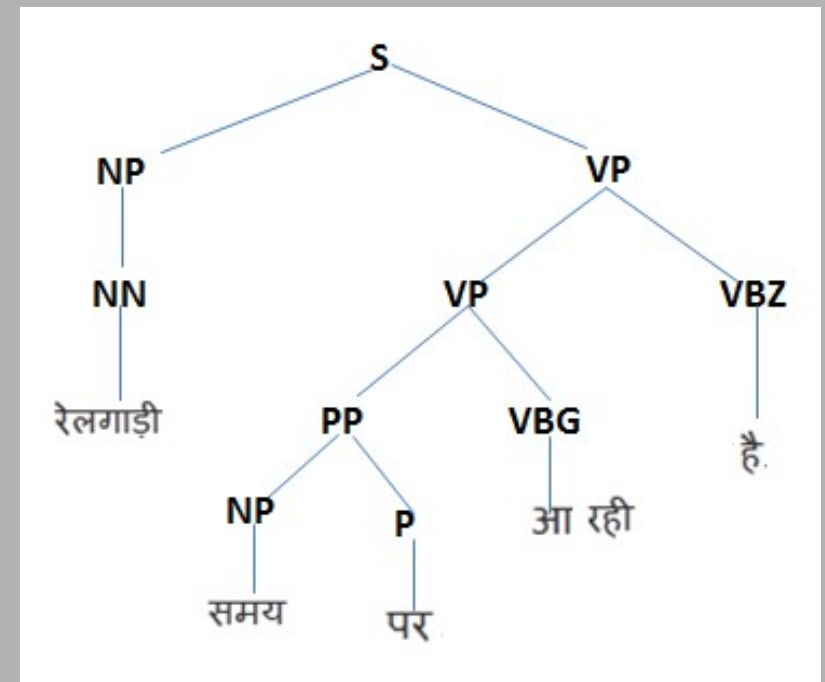 S
NP VP
NN VP VBZ
रेलगाड़ी PP VBG है.
NP P आ रही
समय पर.